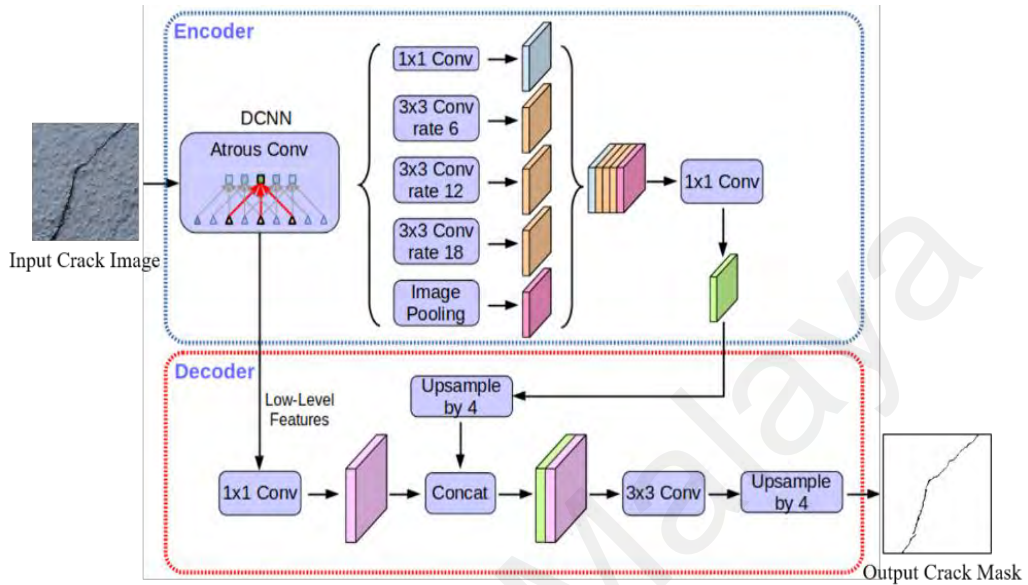 Encoder
DCNN
Atrous Conv
1x1 Conv
3x3 Conv
rate 6
3x3 Conv
rate 12
3x3 Conv
rate 18
Image
Pooling
1x1 Conv
Input Crack Image
Decoder
Low-Level
Features
Upsample
by 4
1x1 Conv
Concat
3x3 Conv
Upsample
by 4
Output Crack Mask
Malaya